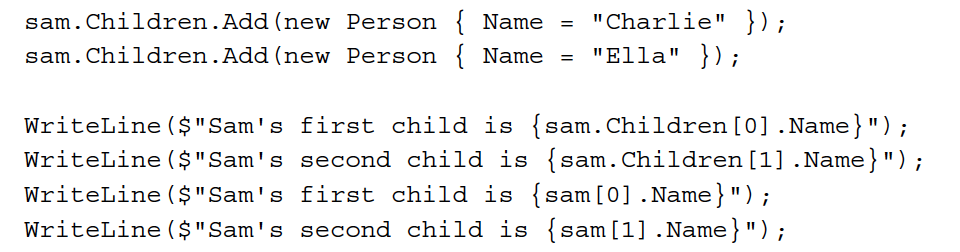 sam.Children.Add(new Person { Name = "Charlie" });
sam.Children.Add(new Person { Name = "Ella" });
WriteLine($"Sam's first child is {sam.Children[0].Name}");
WriteLine($"Sam's second child is {sam.Children[1].Name}");
WriteLine($"Sam's first child is {sam[0].Name}");
WriteLine($"Sam's second child is {sam[1].Name}");